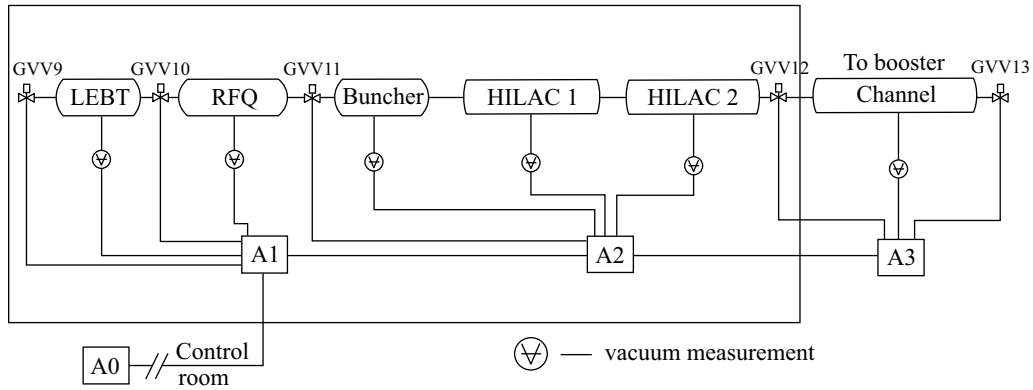 GVV9
GVV10
GVV11
GVV12
To booster
GVV13
LEBT
RFQ
Buncher
HILAC 1
HILAC 2
Channel
A1
A2
A3
A0
Control
room
vacuum measurement